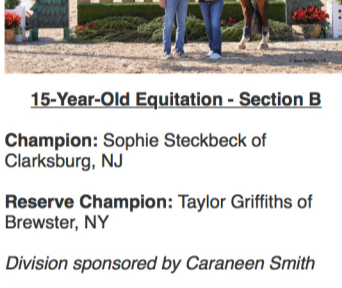 15-Year-Old Equitation - Section B
Champion: Sophie Steckbeck of
Clarksburg, NJ
Reserve Champion: Taylor Griffiths of
Brewster, NY
Division sponsored by Caraneen Smith